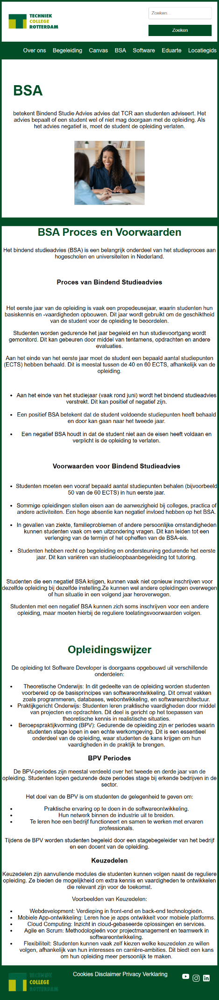 TECHNIEK
COLLEGE
ROTTERDAM
Zoeken...
Zoeken
Over ons Begeleiding Canvas BSA Software Eduarte Locatiegids
BSA
betekent Bindend Studie Advies advies dat TCR aan studenten adviseert. Het
advies bepaalt of een student wel of niet mag doorgaan met de opleiding. Als
het advies negatief is, moet de student de opleiding verlaten.
BSA Proces en Voorwaarden
Het bindend studieadvies (BSA) is een belangrijk onderdeel van het studieproces aan
hogescholen en universiteiten in Nederland.
Proces van Bindend Studieadvies
Het eerste jaar van de opleiding is vaak een propedeusejaar, waarin studenten hun
basiskennis en -vaardigheden opbouwen. Dit jaar wordt gebruikt om de geschiktheid
van de student voor de opleiding te beoordelen.
Studenten worden gedurende het jaar begeleid en hun studievoortgang wordt
gemonitord. Dit kan gebeuren door middel van tentamens, opdrachten en andere
evaluaties.
Aan het einde van het eerste jaar moet de student een bepaald aantal studiepunten
(ECTS) hebben behaald. Dit is meestal tussen de 40 en 60 ECTS, afhankelijk van de
opleiding.
• Aan het einde van het studiejaar (vaak rond juni) wordt het bindend studieadvies
verstrekt. Dit kan positief of negatief zijn.
• Een positief BSA betekent dat de student voldoende studiepunten heeft behaald
en door kan gaan naar het tweede jaar.
• Een negatief BSA houdt in dat de student niet aan de eisen heeft voldaan en
verplicht is de opleiding te verlaten.
Voorwaarden voor Bindend Studieadvies
• Studenten moeten een vooraf bepaald aantal studiepunten behalen (bijvoorbeeld
50 van de 60 ECTS) in hun eerste jaar.
• Sommige opleidingen stellen eisen aan de aanwezigheid bij colleges, practica of
andere activiteiten. Een hoge absentie kan negatief invloed hebben op het BSA.
• In gevallen van ziekte, familieproblemen of andere persoonlijke omstandigheden
kunnen studenten vaak om een uitzondering vragen. Dit kan leiden tot een
verlenging van de termijn of het opheffen van de BSA-eis.
• Studenten hebben recht op begeleiding en ondersteuning gedurende het eerste
jaar. Dit kan variëren van studieloopbaanbegeleiding tot tutoring.
Studenten die een negatief BSA krijgen, kunnen vaak niet opnieuw inschrijven voor
dezelfde opleiding bij dezelfde instelling.Ze kunnen wel andere opleidingen overwegen
of hun situatie in een volgend jaar heroverwegen.
Studenten met een negatief BSA kunnen zich soms inschrijven voor een andere
opleiding, maar moeten hierbij de reguliere toelatingsvoorwaarden volgen.
Opleidingswijzer
De opleiding tot Software Developer is doorgaans opgebouwd uit verschillende
onderdelen:
• Theoretische Onderwijs: In dit gedeelte van de opleiding worden studenten
voorbereid op de basisprincipes van softwareontwikkeling. Dit omvat vakken
zoals programmeren, databases, webontwikkeling, en softwarearchitectuur.
• Praktijkgericht Onderwijs: Studenten leren praktische vaardigheden door middel
van projecten en opdrachten. Dit deel is gericht op het toepassen van
theoretische kennis in realistische situaties.
• Beroepspraktijkvorming (BPV): Gedurende de opleiding zijn er periodes waarin
studenten stage lopen in een echte werkomgeving. Dit is een essentieel
onderdeel van de opleiding, waar studenten de kans krijgen om hun
vaardigheden in de praktijk te brengen.
BPV Periodes
De BPV-periodes zijn meestal verdeeld over het tweede en derde jaar van de
opleiding. Studenten lopen gedurende deze periodes stage bij erkende bedrijven in de
sector.
Het doel van de BPV is om studenten de gelegenheid te geven om:
• Praktische ervaring op te doen in de softwareontwikkeling.
• Hun netwerk binnen de industrie uit te breiden.
• Te leren hoe een bedrijf functioneert en samen te werken met ervaren
professionals.
Tijdens de BPV worden studenten begeleid door een stagebegeleider van het bedrijf
en een docent van de opleiding.
Keuzedelen
Keuzedelen zijn aanvullende modules die studenten kunnen volgen naast de reguliere
opleiding. Ze bieden de mogelijkheid om extra kennis en vaardigheden te ontwikkelen
die relevant zijn voor de toekomst.
Voorbeelden van Keuzedelen:
• Webdevelopment: Verdieping in front-end en back-end technologieën.
• Mobiele App-ontwikkeling: Leren hoe je apps ontwikkelt voor mobiele platforms.
• Cloud Computing: Inzicht in cloud-gebaseerde oplossingen en services.
• Agile en Scrum: Methodologieën voor projectmanagement en teamwerk in
softwareontwikkeling.
• Flexibiliteit: Studenten kunnen vaak zelf kiezen welke keuzedelen ze willen
volgen, afhankelijk van hun interesses en carrière-ambities. Dit biedt een kans
om hun opleiding meer persoonlijk te maken.
TECHNIEK
COLLEGE
ROTTERDAM
Cookies Disclaimer Privacy Verklaring